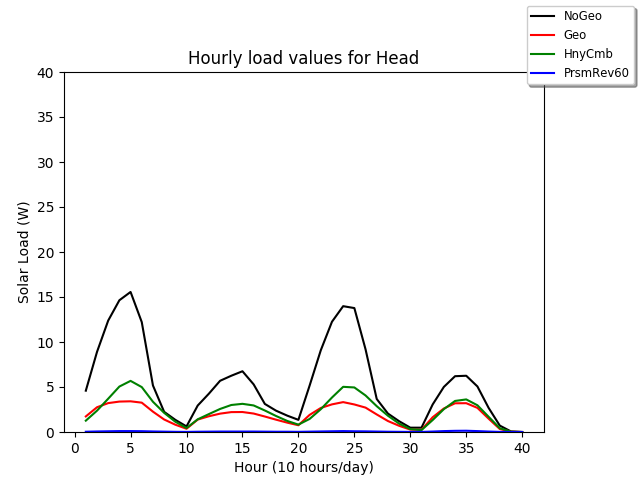 NoGeo
Geo
HnyCmb
PrsmRev60
Hourly load values for Head
40
35
30
25
20
15
10
5
0
Solar Load (W)
0 5 10 15 20 25 30 35 40
Hour (10 hours/day)